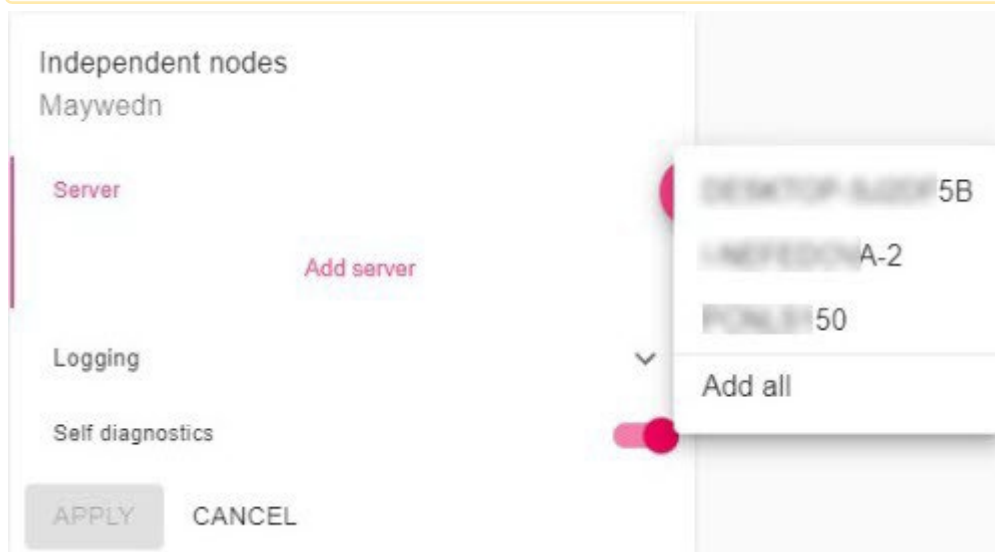 Independent nodes
Maywedn
Server
Add server
Logging
Self diagnostics
APPLY
CANCEL
5B
A-2
50
Add all